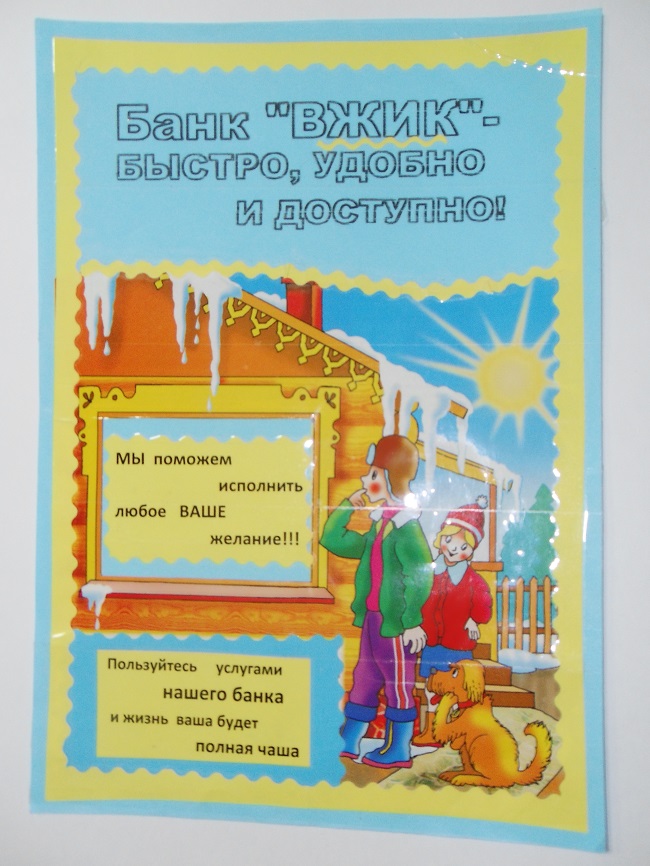 Банк "ВЖИК"-
БЫСТРО, УДОБНО
И ДОСТУПНО!
МЫ поможем
исполнить
любое ВАШЕ
желание!!!
Пользуйтесь услугами
нашего банка
и жизнь ваша будет
полная чаша